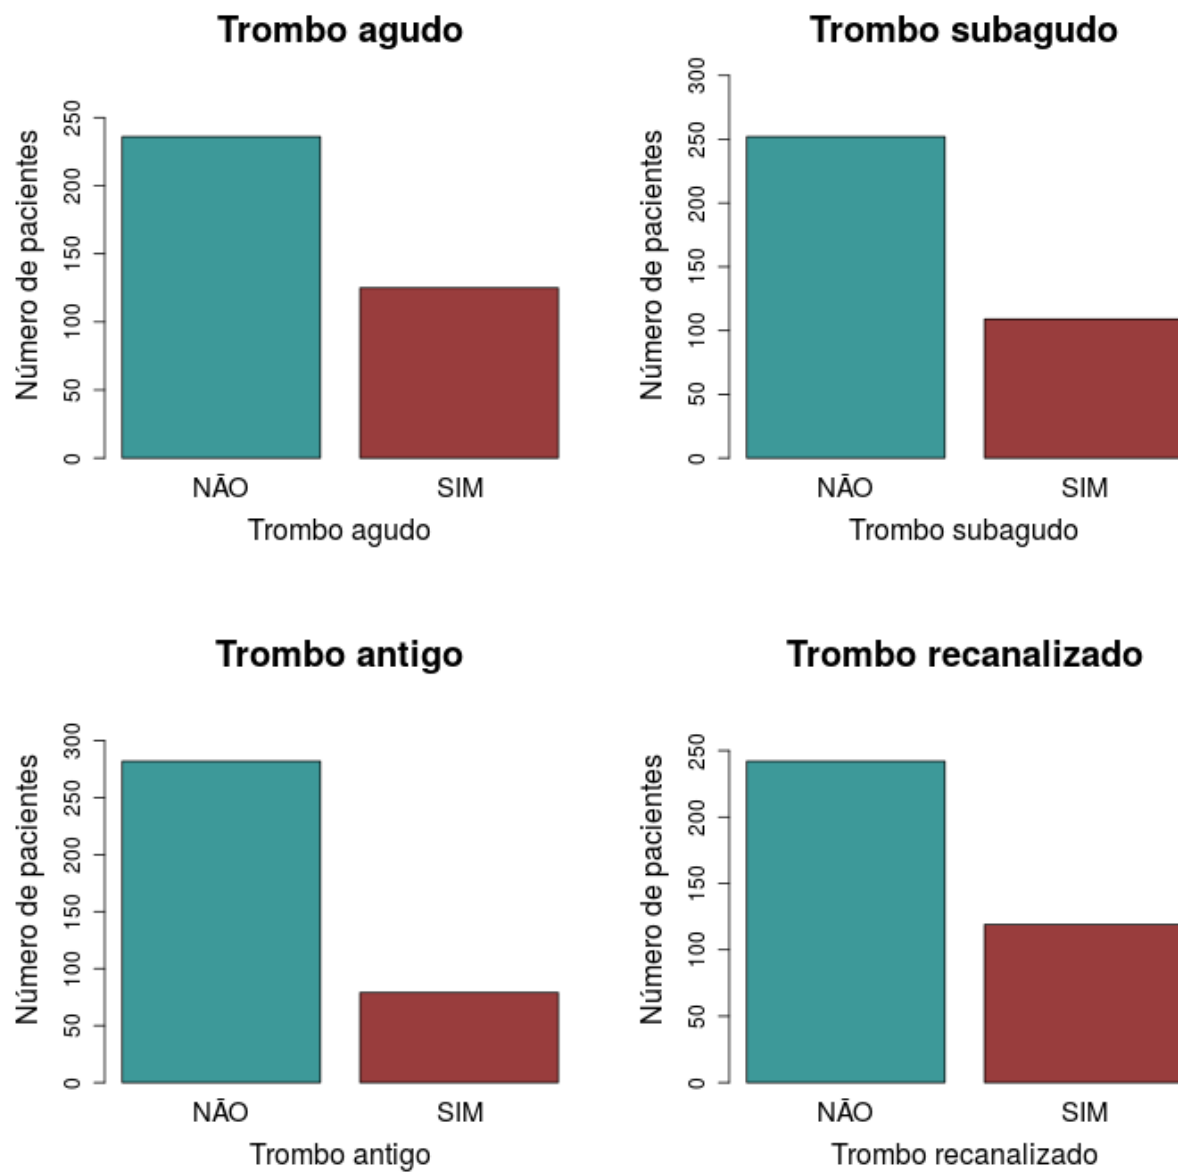 Trombo agudo
Número de pacientes
250
200
150
100
50
0
NÃO SIM
Trombo agudo
Trombo subagudo
Número de pacientes
300
250
200
150
100
50
0
NÃO SIM
Trombo subagudo
Trombo antigo
Número de pacientes
300
250
200
150
100
50
0
NÃO SIM
Trombo antigo
Trombo recanalizado
Número de pacientes
250
200
150
100
50
0
NÃO SIM
Trombo recanalizado